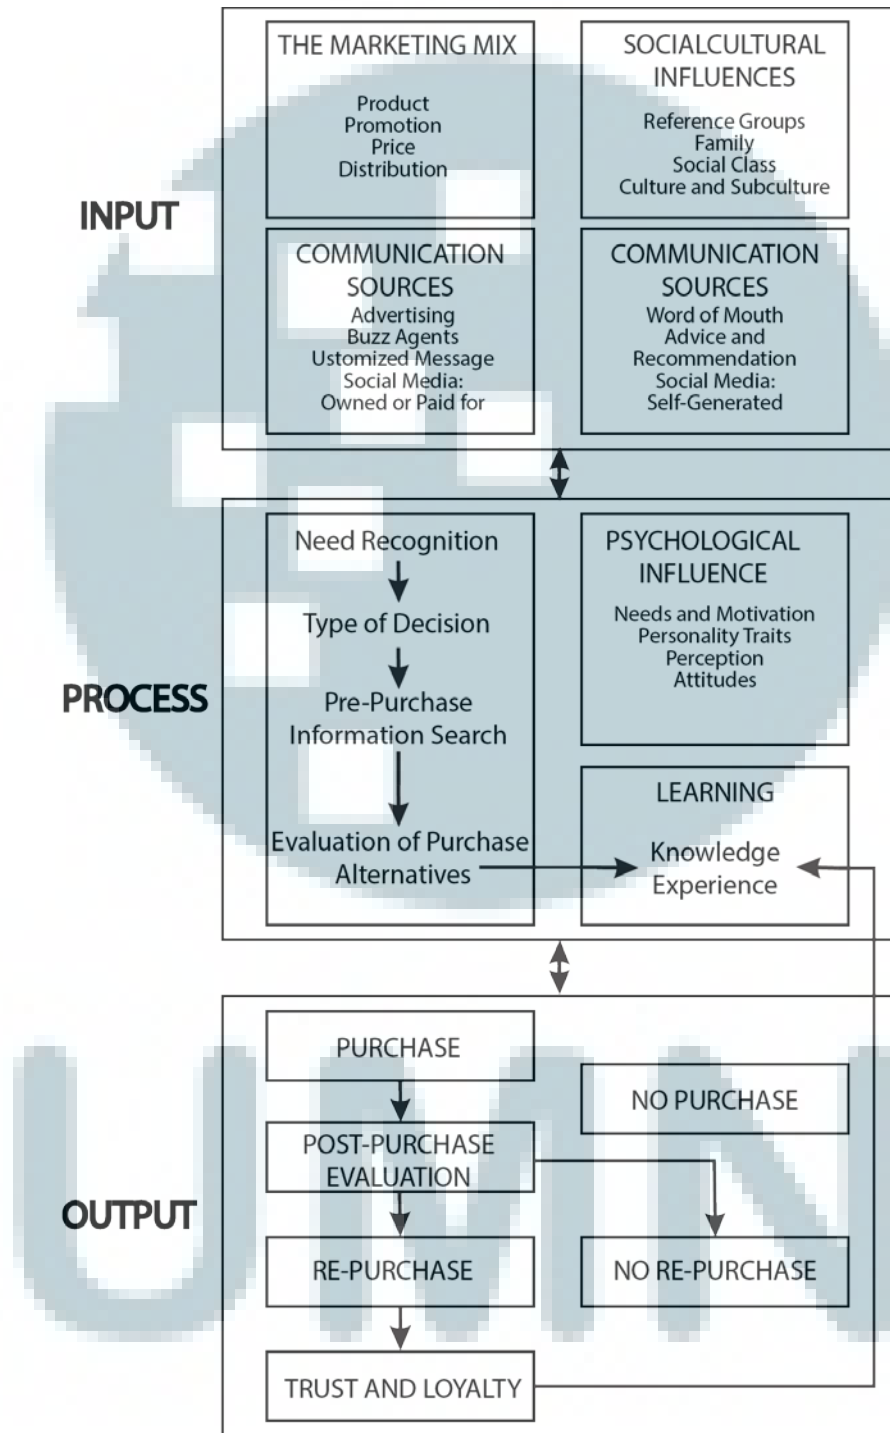 INPUT
THE MARKETING MIX
Product
Promotion
Price
Distribution
SOCIALCULTURAL
INFLUENCES
Reference Groups
Family
Social Class
Culture and Subculture
COMMUNICATION
SOURCES
Advertising
Buzz Agents
Ustomized Message
Social Media:
Owned or Paid for
COMMUNICATION
SOURCES
Word of Mouth
Advice and
Recommendation
Social Media:
Self-Generated
PROCESS
Need Recognition
Type of Decision
Pre-Purchase
Information Search
Evaluation of Purchase
Alternatives
PSYCHOLOGICAL
INFLUENCE
Needs and Motivation
Personality Traits
Perception
Attitudes
LEARNING
Knowledge
Experience
OUTPUT
PURCHASE
NO PURCHASE
POST-PURCHASE
EVALUATION
RE-PURCHASE
NO RE-PURCHASE
TRUST AND LOYALTY
UMN